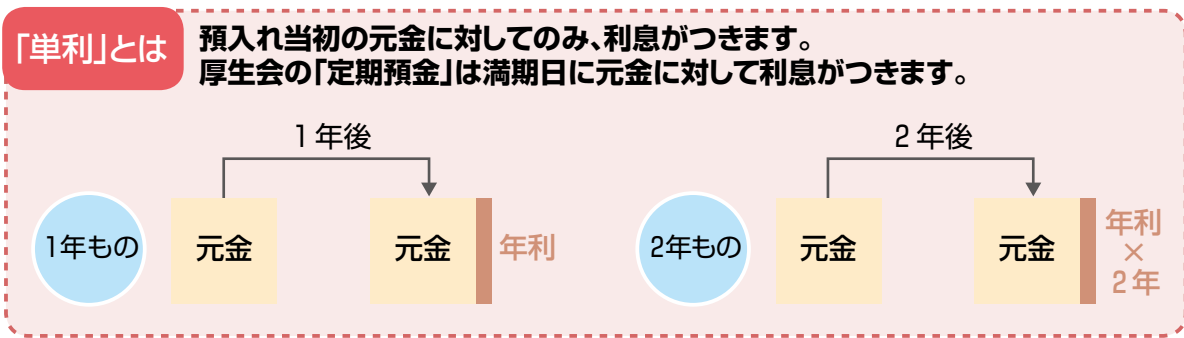 「単利」とは
預入れ当初の元金に対してのみ、利息がつきます。
厚生会の「定期預金」は満期日に元金に対して利息がつきます。
1年後
1年もの
元金
元金
年利
2年後
2年もの
元金
元金
年利
×
2年